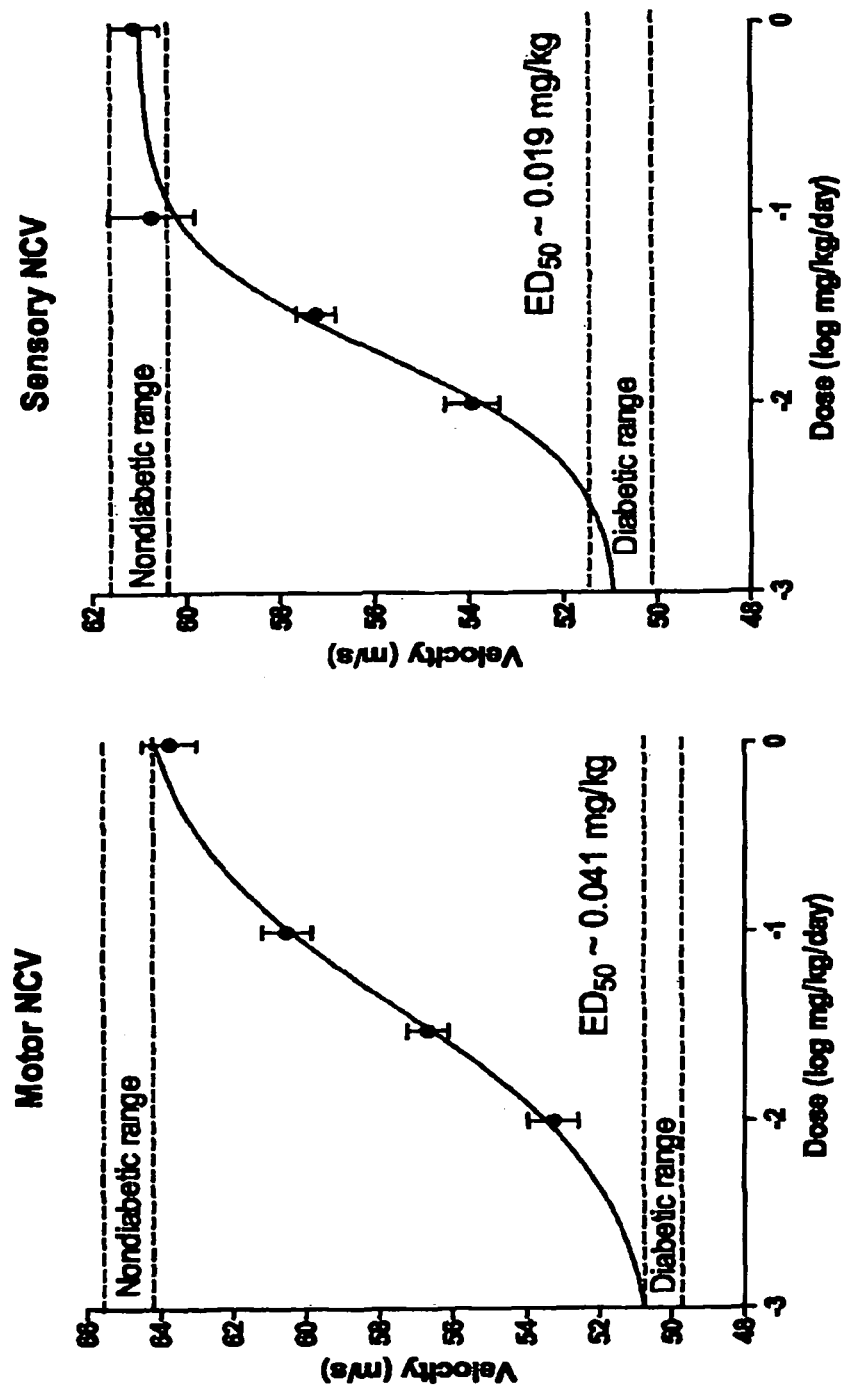 Motor NCV
Velocity (m/s)
66
64
62
60
58
56
54
52
50
48
Nondiabetic range
ED50 ~ 0.041 mg/kg
Diabetic range
-3
-2
-1
0
Dose (log mg/kg/day)
Sensory NCV
Velocity (m/s)
62
60
58
56
54
52
50
48
Nondiabetic range
ED50 ~ 0.019 mg/kg
Diabetic range
-3
-2
-1
0
Dose (log mg/kg/day)